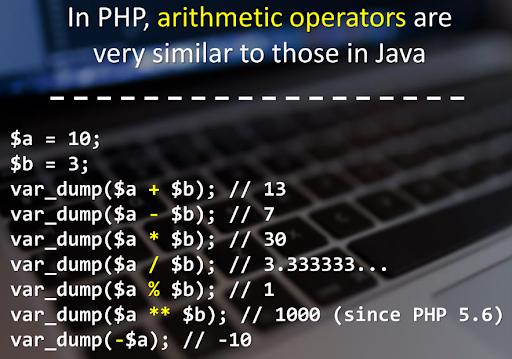 In PHP, arithmetic operators are
very similar to those in Java
$a = 10;
$b = 3;
var_dump($a + $b); // 13
var_dump($a - $b); // 7
var_dump($a * $b); // 30
var_dump($a / $b); // 3.333333...
var_dump($a % $b); // 1
var_dump($a ** $b); // 1000 (since PHP 5.6)
var_dump(-$a); // -10